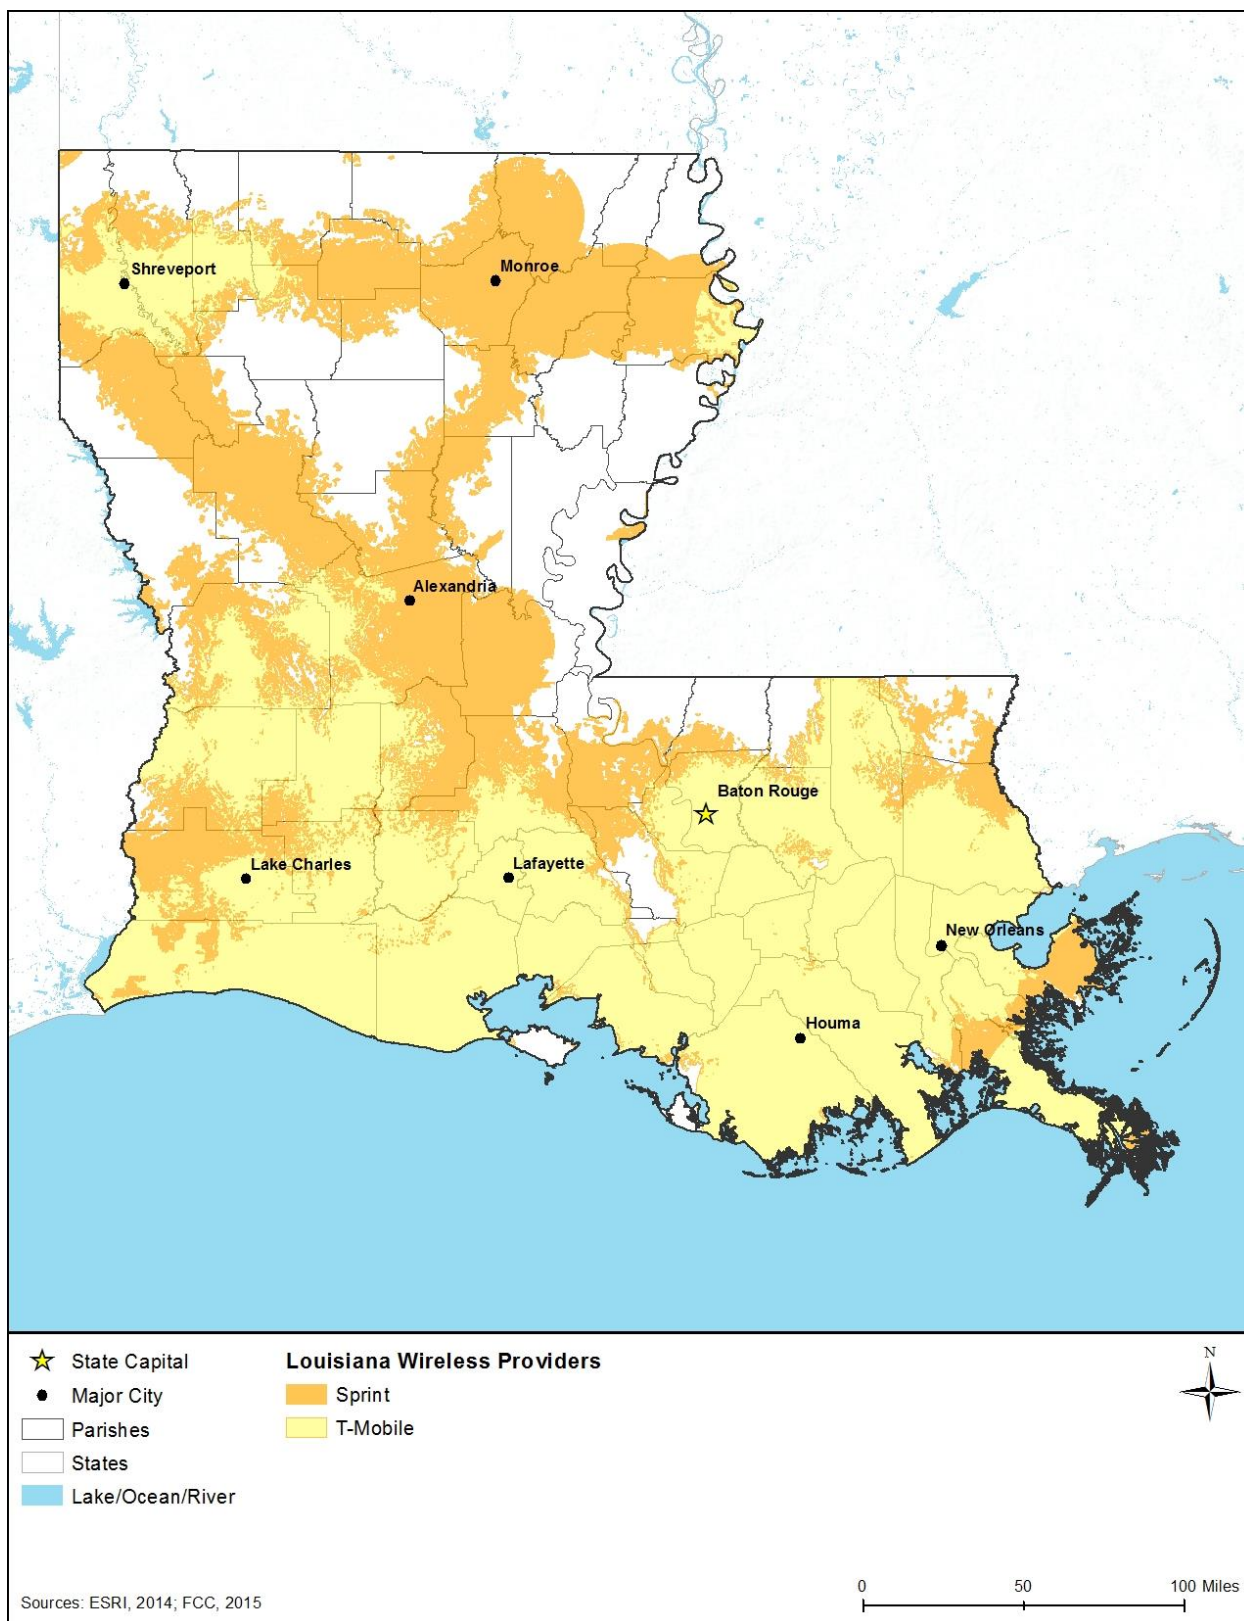 Shreveport
Monroe
Alexandria
Baton Rouge
Lake Charles
Lafayette
New Orleans
Houma
State Capital
Major City
Parishes
States
Lake/Ocean/River
Louisiana Wireless Providers
Sprint
T-Mobile
N
0 50 100 Miles
Sources: ESRI, 2014; FCC, 2015